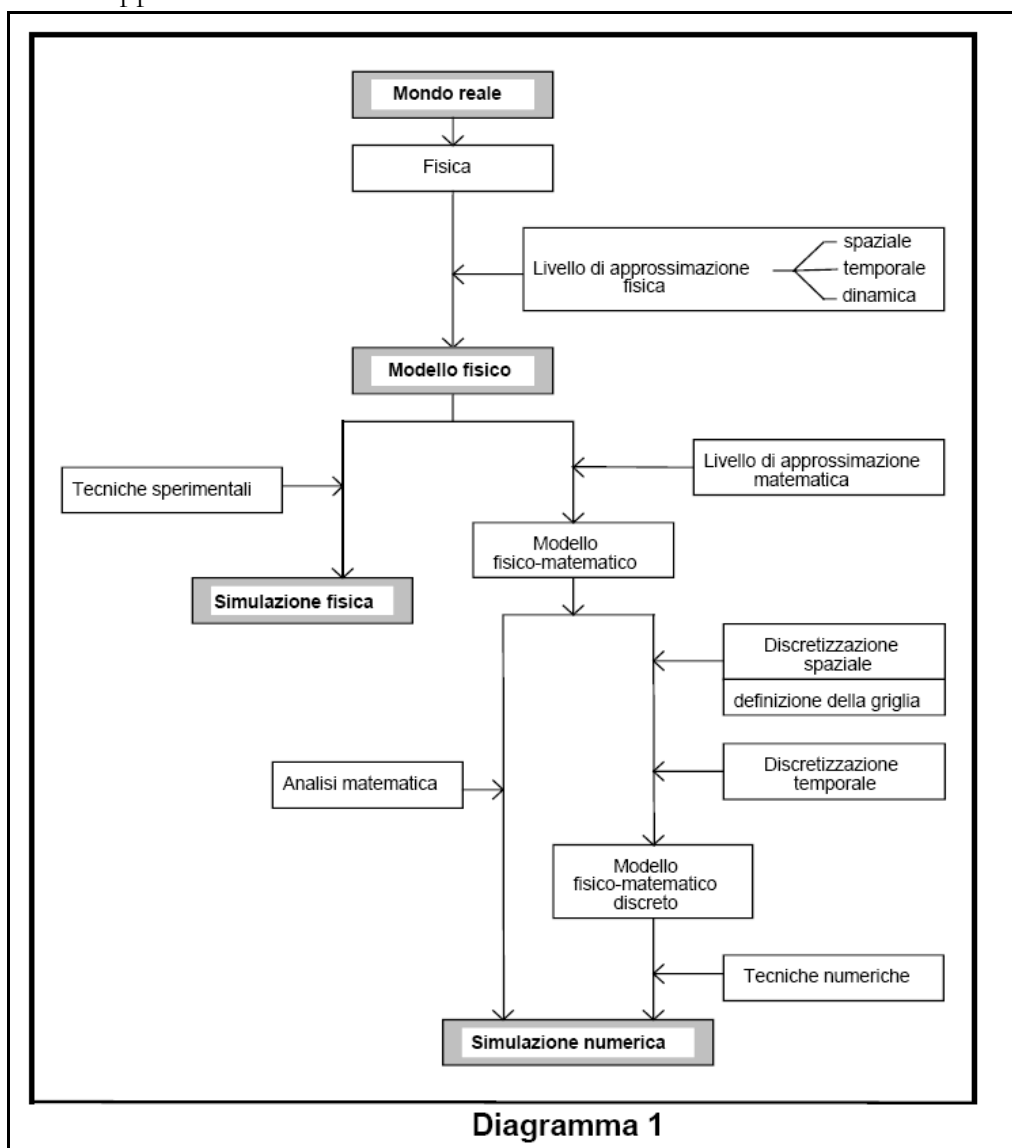 Mondo reale
Fisica
Livello di approssimazione
fisica
spaziale
temporale
dinamica
Modello fisico
Tecniche sperimentali
Livello di approssimazione
matematica
Modello
fisico-matematico
Simulazione fisica
Discretizzazione
spaziale
definizione della griglia
Analisi matematica
Discretizzazione
temporale
Modello
fisico-matematico
discreto
Tecniche numeriche
Simulazione numerica
Diagramma 1